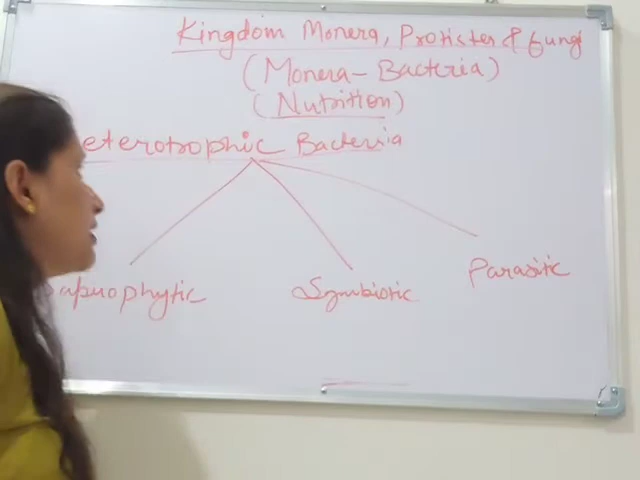 Kingdom Monera, Protista & fungi
(Monera - Bacteria)
(Nutrition)
eterotrophic Bacteria
aprophytic Symbiotic Parasitic